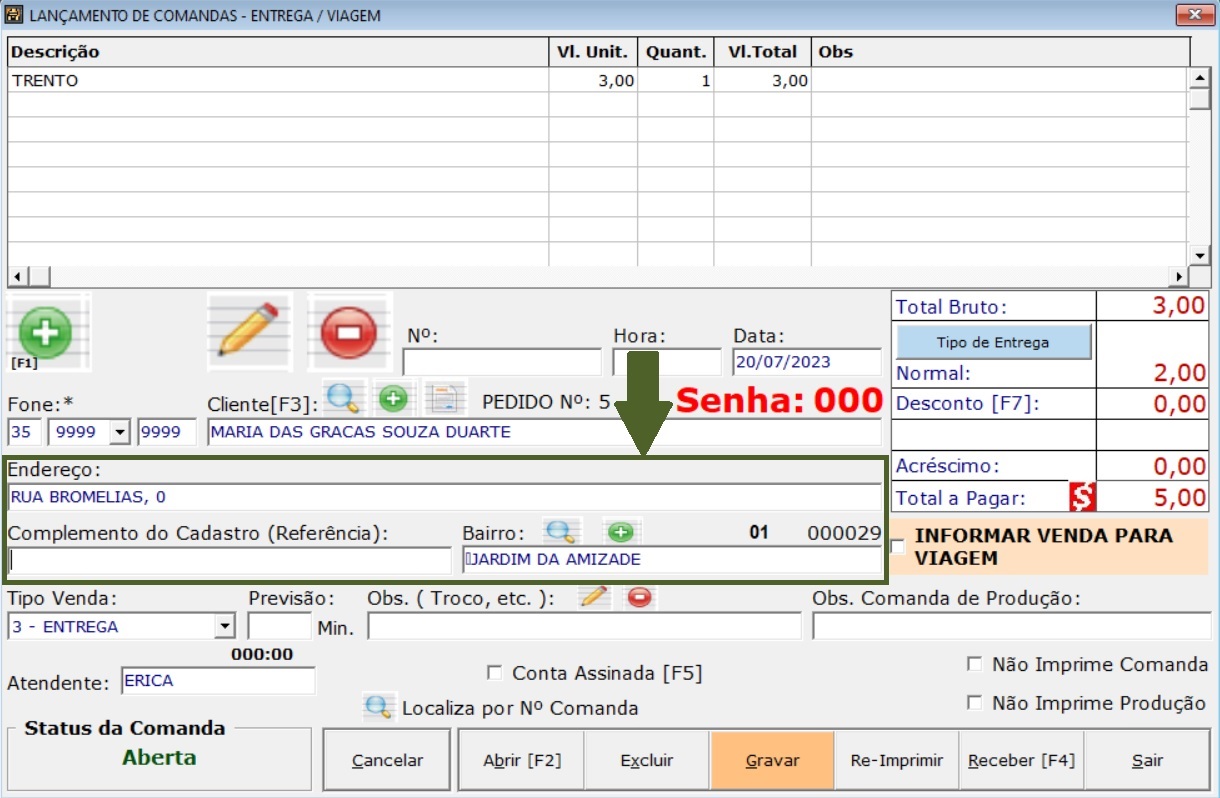 LANÇAMENTO DE COMANDAS - ENTREGA / VIAGEM
Descrição Vl. Unit. Quant. Vl.Total Obs
TRENTO 3,00 1 3,00
[F1]
Nº: Hora: Data:
20/07/2023
Fone:* Cliente[F3]: PEDIDO Nº: 5 Senha: 000
35 9999 9999 MARIA DAS GRACAS SOUZA DUARTE
Total Bruto: 3,00
Tipo de Entrega
Normal: 2,00
Desconto [F7]: 0,00
Acréscimo: 0,00
Total a Pagar: $ 5,00
Endereço:
RUA BROMELIAS, 0
Complemento do Cadastro (Referência): Bairro: 01 000029
JARDIM DA AMIZADE
INFORMAR VENDA PARA
VIAGEM
Tipo Venda: Previsão: Obs. ( Troco, etc. ): Obs. Comanda de Produção:
3 - ENTREGA Min.
000:00
Atendente: ERICA Conta Assinada [F5] Não Imprime Comanda
Localiza por Nº Comanda Não Imprime Produção
Status da Comanda
Aberta
Cancelar Abrir [F2] Excluir Gravar Re-Imprimir Receber [F4] Sair